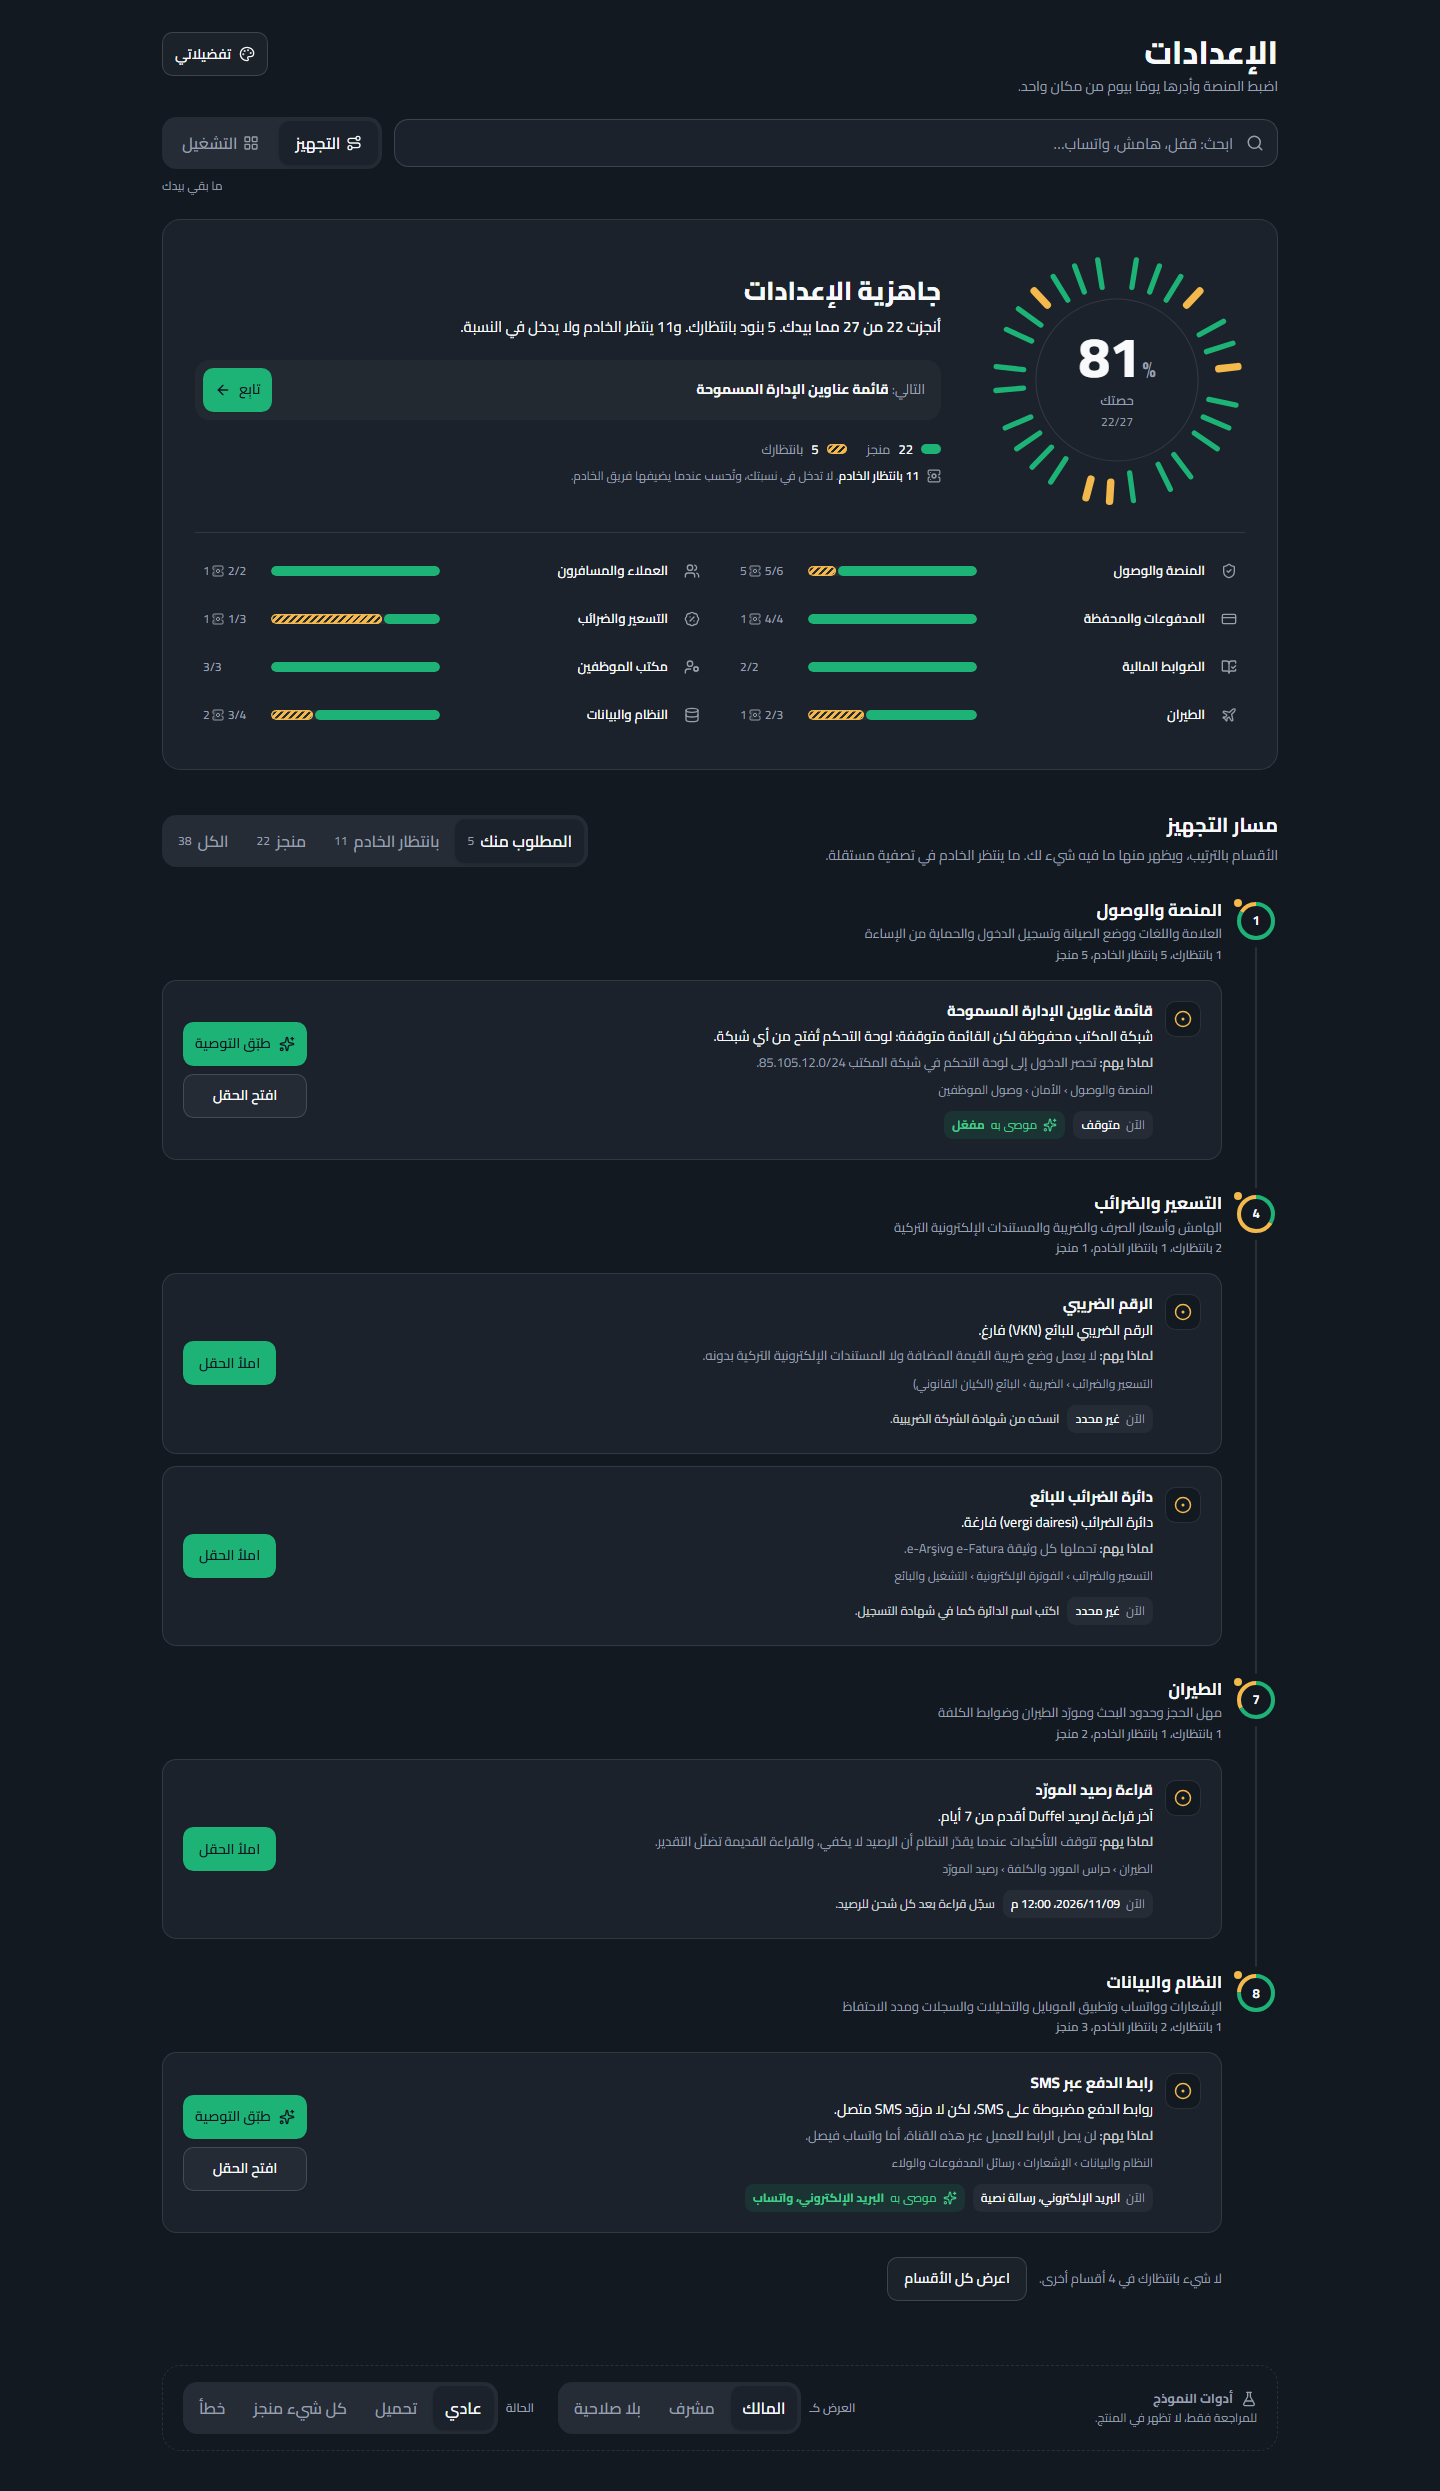 الإعدادات
اضبط المنصة وأدِرها يومًا بيوم من مكان واحد.
تفضيلاتي
ابحث: قفل، هامش، واتساب...
التجهيز
التشغيل
ما بقي بيدك
81%
حصتك
22/27
جاهزية الإعدادات
أنجزت 22 من 27 مما بيدك. 5 بنود بانتظارك. و11 ينتظر الخادم ولا يدخل في النسبة.
التالي: قائمة عناوين الإدارة المسموحة
تابع
22 منجز
5 بانتظارك
11 بانتظار الخادم. لا تدخل في نسبتك، وتُحسب عندما يضيفها فريق الخادم.
المنصة والوصول
5/6 5
العملاء والمسافرون
2/2 1
المدفوعات والمحفظة
4/4 1
التسعير والضرائب
1/3 1
الضوابط المالية
2/2
مكتب الموظفين
3/3
الطيران
2/3 1
النظام والبيانات
3/4 2
مسار التجهيز
الأقسام بالترتيب، ويظهر منها ما فيه شيء لك. ما ينتظر الخادم في تصفية مستقلة.
المطلوب منك 5
بانتظار الخادم 11
منجز 22
الكل 38
1
المنصة والوصول
العلامة واللغات ووضع الصيانة وتسجيل الدخول والحماية من الإساءة
1 بانتظارك، 5 بانتظار الخادم، 5 منجز
قائمة عناوين الإدارة المسموحة
شبكة المكتب محفوظة لكن القائمة متوقفة: لوحة التحكم تُفتح من أي شبكة.
لماذا يهم: تحصر الدخول إلى لوحة التحكم في شبكة المكتب 85.105.12.0/24.
المنصة والوصول › الأمان › وصول الموظفين
الآن متوقف
موصى به مفعّل
طبّق التوصية
افتح الحقل
4
التسعير والضرائب
الهامش وأسعار الصرف والضريبة والمستندات الإلكترونية التركية
2 بانتظارك، 1 بانتظار الخادم، 1 منجز
الرقم الضريبي
الرقم الضريبي للبائع (VKN) فارغ.
لماذا يهم: لا يعمل وضع ضريبة القيمة المضافة ولا المستندات الإلكترونية التركية بدونه.
التسعير والضرائب › الضريبة › البائع (الكيان القانوني)
الآن غير محدد
انسخه من شهادة الشركة الضريبية.
املأ الحقل
دائرة الضرائب للبائع
دائرة الضرائب (vergi dairesi) فارغة.
لماذا يهم: تحملها كل وثيقة e-Fatura وe-Arşiv.
التسعير والضرائب › الفوترة الإلكترونية › التشغيل والبائع
الآن غير محدد
اكتب اسم الدائرة كما في شهادة التسجيل.
املأ الحقل
7
الطيران
مهل الحجز وحدود البحث ومورّد الطيران وضوابط الكلفة
1 بانتظارك، 1 بانتظار الخادم، 2 منجز
قراءة رصيد المورّد
آخر قراءة لرصيد Duffel أقدم من 7 أيام.
لماذا يهم: تتوقف التأكيدات عندما يقدّر النظام أن الرصيد لا يكفي، والقراءة القديمة تضلّل التقدير.
الطيران › حراس المورد والكلفة › رصيد المورّد
الآن 2026/11/09، 12:00 م
سجّل قراءة بعد كل شحن للرصيد.
املأ الحقل
8
النظام والبيانات
الإشعارات وواتساب وتطبيق الموبايل والتحليلات والسجلات ومدد الاحتفاظ
1 بانتظارك، 2 بانتظار الخادم، 3 منجز
رابط الدفع عبر SMS
روابط الدفع مضبوطة على SMS، لكن لا مزوّد SMS متصل.
لماذا يهم: لن يصل الرابط للعميل عبر هذه القناة، أما واتساب فيصل.
النظام والبيانات › الإشعارات › رسائل المدفوعات والولاء
الآن البريد الإلكتروني، رسالة نصية
موصى به البريد الإلكتروني، واتساب
طبّق التوصية
افتح الحقل
لا شيء بانتظارك في 4 أقسام أخرى.
اعرض كل الأقسام
أدوات النموذج
للمراجعة فقط، لا تظهر في المنتج.
العرض كـ
المالك
مشرف
بلا صلاحية
الحالة
عادي
تحميل
كل شيء منجز
خطأ